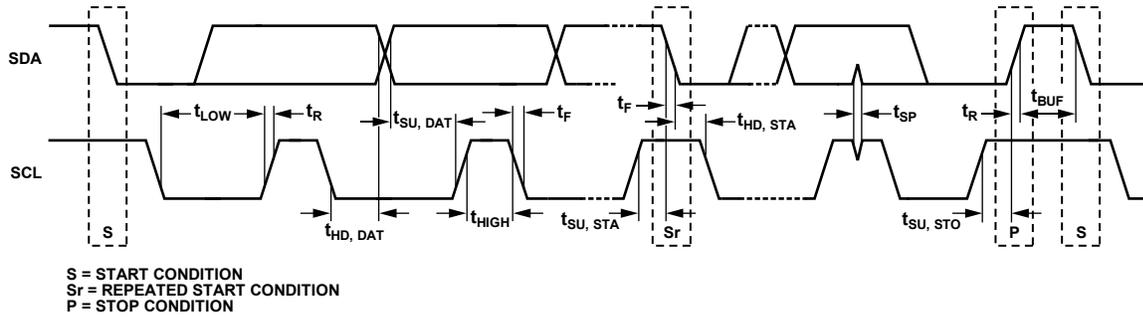 SDA
tLOW
tR
tSU, DAT
tF
tF
tHD, STA
tSP
tR
tBUF
SCL
tHD, DAT
tHIGH
tSU, STA
tSU, STO
S
Sr
P
S
S = START CONDITION
Sr = REPEATED START CONDITION
P = STOP CONDITION